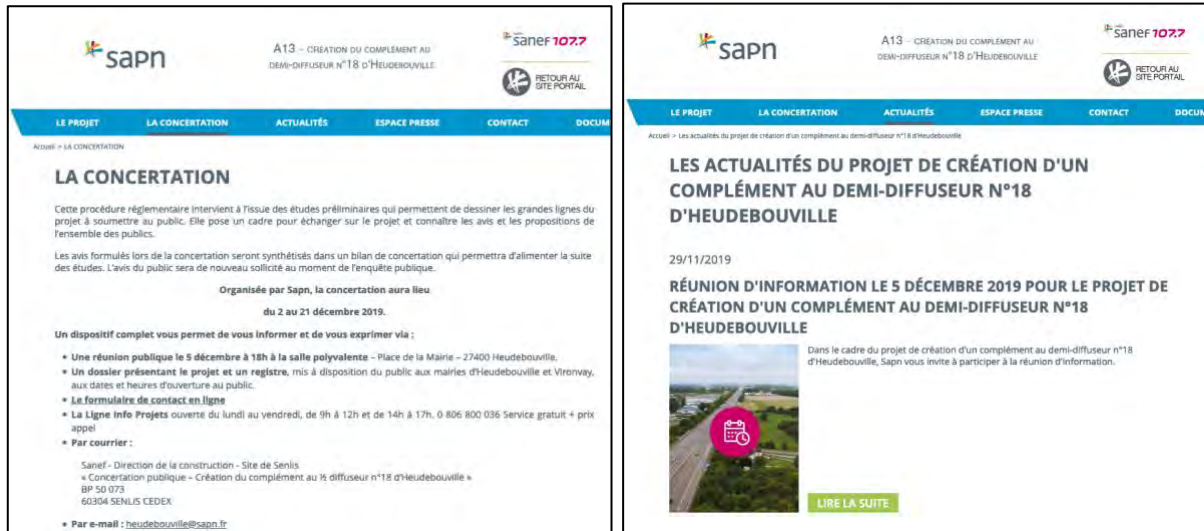 sapn
A13 – CRÉATION DU COMPLÉMENT AU
DEMI-DIFFUSEUR N°18 D'HEUDEBOUVILLE
sanef 107.7
RETOUR AU
SITE PORTAIL
LE PROJET LA CONCERTATION ACTUALITÉS ESPACE PRESSE CONTACT DOCUM
Accueil > LA CONCERTATION
LA CONCERTATION
Cette procédure réglementaire intervient à l'issue des études préliminaires qui permettent de dessiner les grandes lignes du
projet à soumettre au public. Elle pose un cadre pour échanger sur le projet et connaître les avis et les propositions de
l'ensemble des publics.
Les avis formulés lors de la concertation seront synthétisés dans un bilan de concertation qui permettra d'alimenter la suite
des études. L'avis du public sera de nouveau sollicité au moment de l'enquête publique.
Organisée par Sapn, la concertation aura lieu
du 2 au 21 décembre 2019.
Un dispositif complet vous permet de vous informer et de vous exprimer via :
• Une réunion publique le 5 décembre à 18h à la salle polyvalente – Place de la Mairie – 27400 Heudebouville.
• Un dossier présentant le projet et un registre, mis à disposition du public aux mairies d'Heudebouville et Vironvay,
aux dates et heures d'ouverture au public.
• Le formulaire de contact en ligne
• La Ligne Info Projets ouverte du lundi au vendredi, de 9h à 12h et de 14h à 17h. 0 806 800 036 Service gratuit + prix
appel
• Par courrier :
Sanef - Direction de la construction - Site de Senlis
« Concertation publique – Création du complément au ½ diffuseur n°18 d'Heudebouville »
BP 50 073
60304 SENLIS CEDEX
• Par e-mail : heudebouville@sapn.fr
sapn
A13 – CRÉATION DU COMPLÉMENT AU
DEMI-DIFFUSEUR N°18 D'HEUDEBOUVILLE
sanef 107.7
RETOUR AU
SITE PORTAIL
LE PROJET LA CONCERTATION ACTUALITÉS ESPACE PRESSE CONTACT DOCUM
Accueil > Les actualités du projet de création d'un complément au demi-diffuseur n°18 d'Heudebouville
LES ACTUALITÉS DU PROJET DE CRÉATION D'UN
COMPLÉMENT AU DEMI-DIFFUSEUR N°18
D'HEUDEBOUVILLE
29/11/2019
RÉUNION D'INFORMATION LE 5 DÉCEMBRE 2019 POUR LE PROJET DE
CRÉATION D'UN COMPLÉMENT AU DEMI-DIFFUSEUR N°18
D'HEUDEBOUVILLE
Dans le cadre du projet de création d'un complément au demi-diffuseur n°18
d'Heudebouville, Sapn vous invite à participer à la réunion d'information.
LIRE LA SUITE